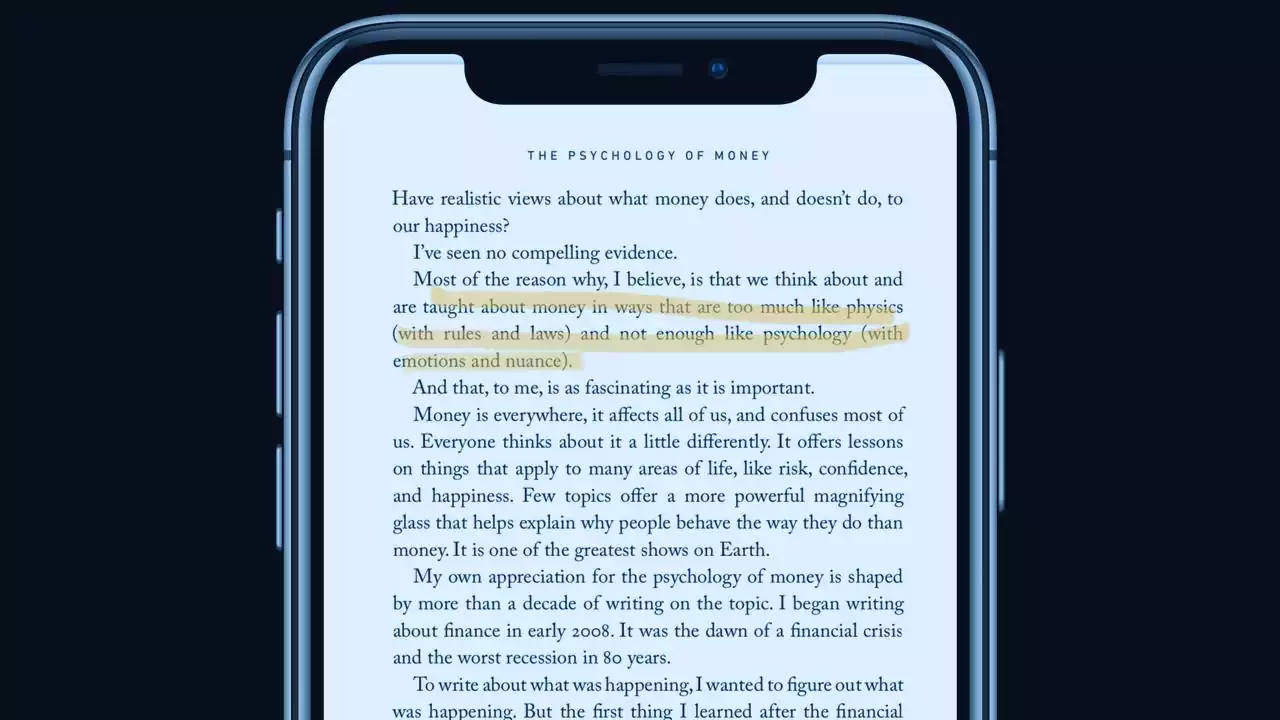 THE PSYCHOLOGY OF MONEY
Have realistic views about what money does, and doesn’t do, to
our happiness?
I’ve seen no compelling evidence.
Most of the reason why, I believe, is that we think about and
are taught about money in ways that are too much like physics
(with rules and laws) and not enough like psychology (with
emotions and nuance).
And that, to me, is as fascinating as it is important.
Money is everywhere, it affects all of us, and confuses most of
us. Everyone thinks about it a little differently. It offers lessons
on things that apply to many areas of life, like risk, confidence,
and happiness. Few topics offer a more powerful magnifying
glass that helps explain why people behave the way they do than
money. It is one of the greatest shows on Earth.
My own appreciation for the psychology of money is shaped
by more than a decade of writing on the topic. I began writing
about finance in early 2008. It was the dawn of a financial crisis
and the worst recession in 80 years.
To write about what was happening, I wanted to figure out what
was happening. But the first thing I learned after the financial